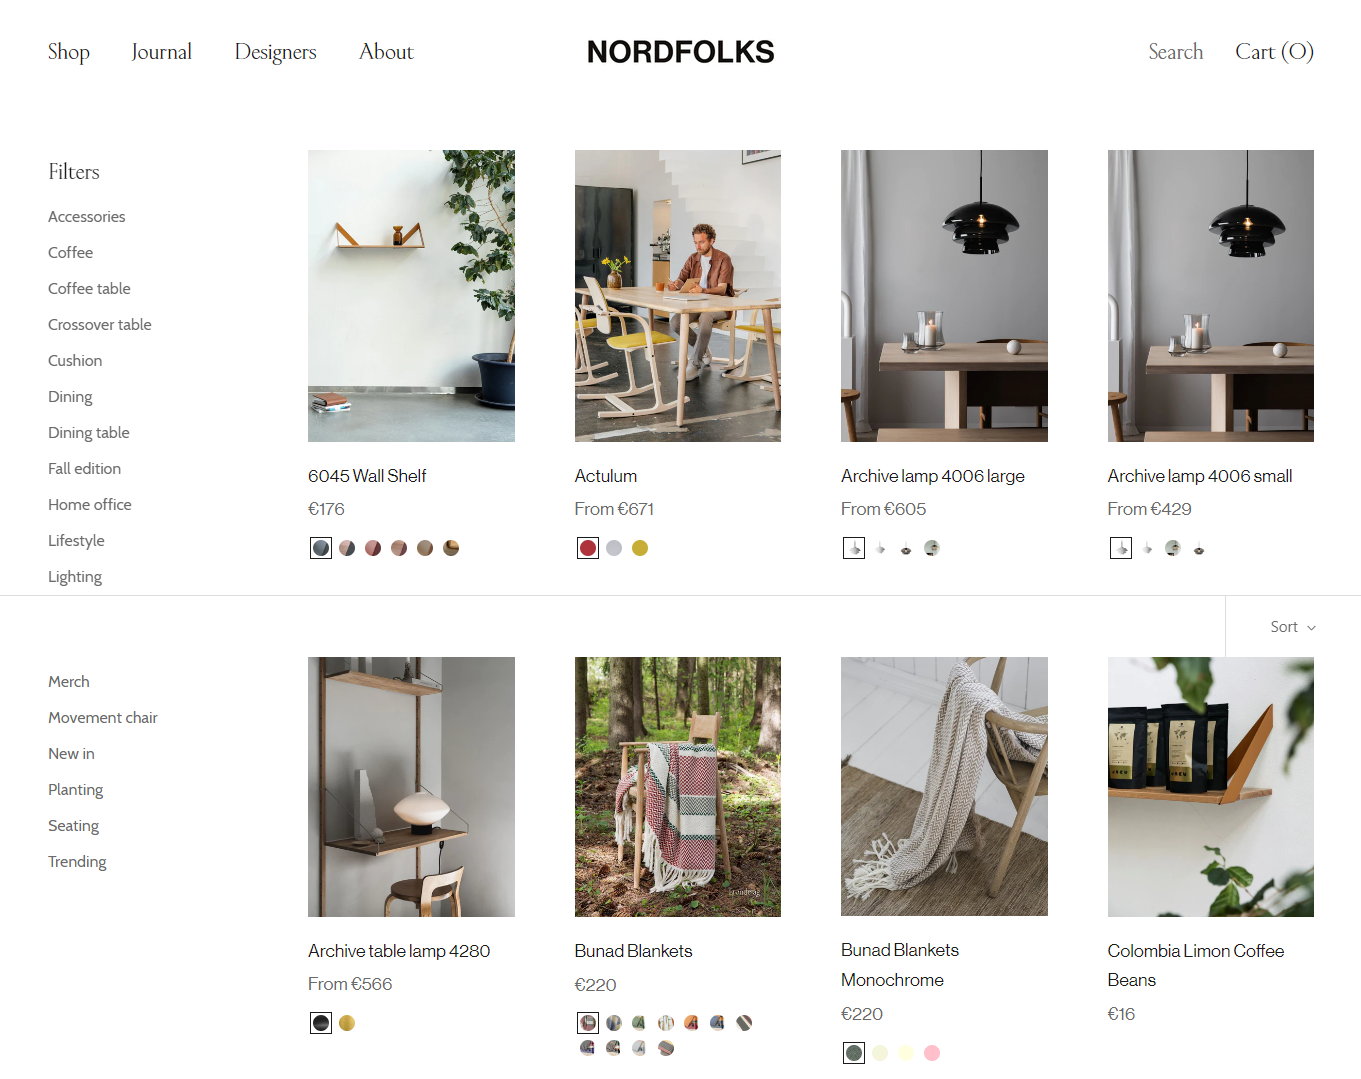 Shop Journal Designers About NORDFOLKS Search Cart (0)
Filters
Accessories
Coffee
Coffee table
Crossover table
Cushion
Dining
Dining table
Fall edition
Home office
Lifestyle
Lighting
6045 Wall Shelf
€176
Actulum
From €671
Archive lamp 4006 large
From €605
Archive lamp 4006 small
From €429
Sort
Merch
Movement chair
New in
Planting
Seating
Trending
Archive table lamp 4280
From €566
Bunad Blankets
€220
Bunad Blankets
Monochrome
€220
Colombia Limon Coffee
Beans
€16